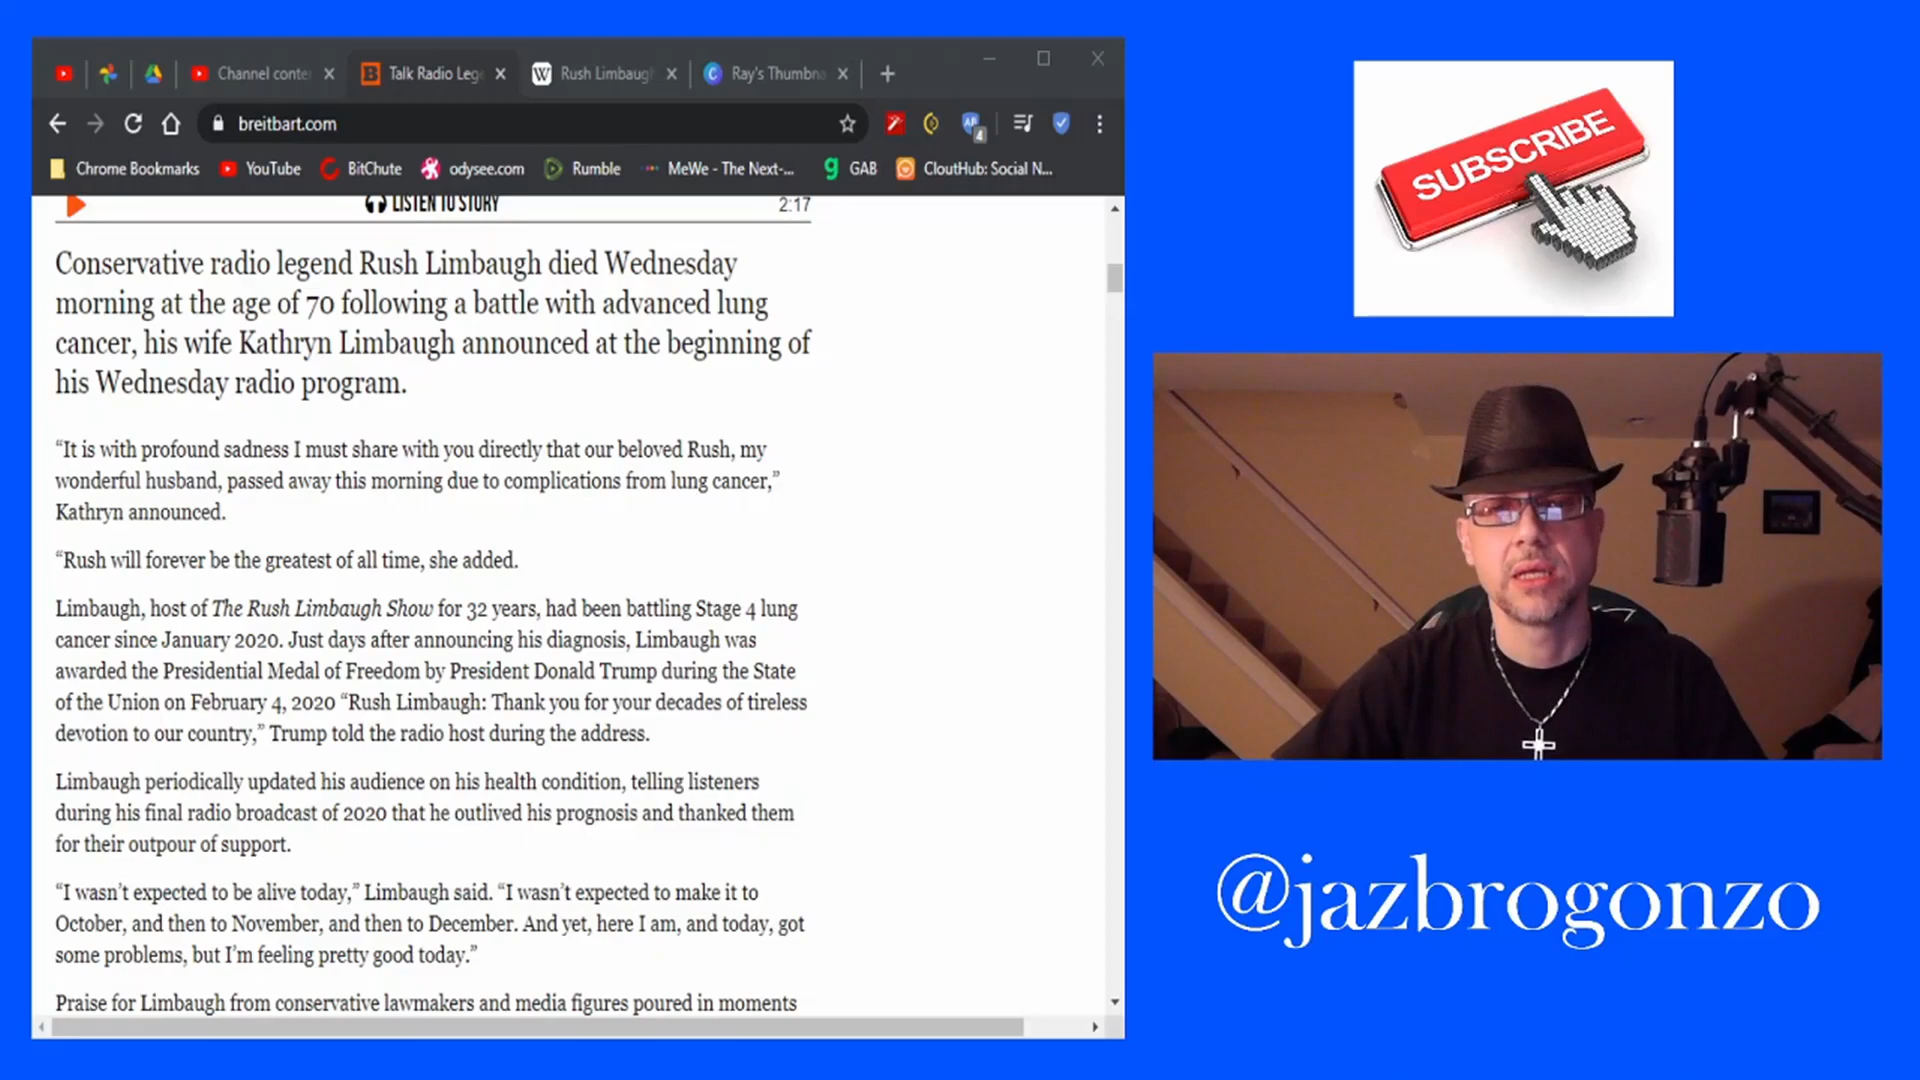 Channel conte
Talk Radio Leg
Rush Limbaugh
Ray's Thumbna
breitbart.com
4
Chrome Bookmarks
YouTube
BitChute
odysee.com
Rumble
MeWe - The Next-...
GAB
CloutHub: Social N...
LISTEN TO STORY
2:17
Conservative radio legend Rush Limbaugh died Wednesday
morning at the age of 70 following a battle with advanced lung
cancer, his wife Kathryn Limbaugh announced at the beginning of
his Wednesday radio program.
“It is with profound sadness I must share with you directly that our beloved Rush, my
wonderful husband, passed away this morning due to complications from lung cancer,”
Kathryn announced.
“Rush will forever be the greatest of all time, she added.
Limbaugh, host of The Rush Limbaugh Show for 32 years, had been battling Stage 4 lung
cancer since January 2020. Just days after announcing his diagnosis, Limbaugh was
awarded the Presidential Medal of Freedom by President Donald Trump during the State
of the Union on February 4, 2020 “Rush Limbaugh: Thank you for your decades of tireless
devotion to our country,” Trump told the radio host during the address.
Limbaugh periodically updated his audience on his health condition, telling listeners
during his final radio broadcast of 2020 that he outlived his prognosis and thanked them
for their outpour of support.
“I wasn’t expected to be alive today,” Limbaugh said. “I wasn’t expected to make it to
October, and then to November, and then to December. And yet, here I am, and today, got
some problems, but I’m feeling pretty good today.”
Praise for Limbaugh from conservative lawmakers and media figures poured in moments
SUBSCRIBE
@jazbrogonzo